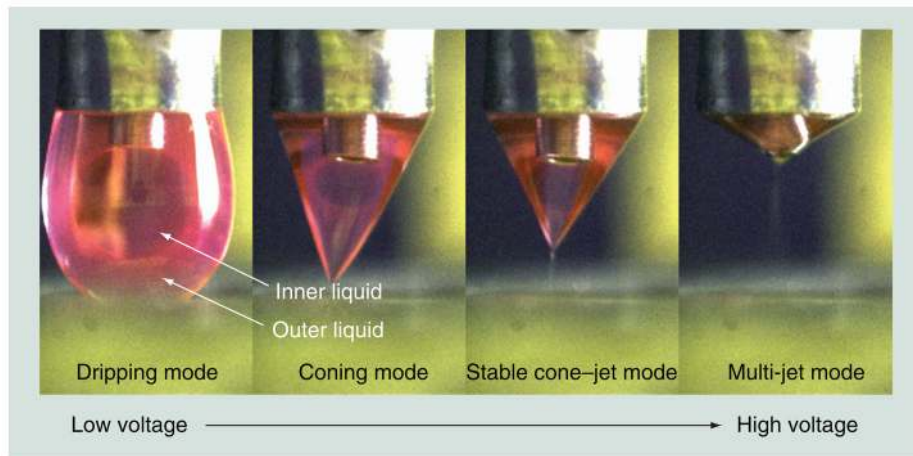 Inner liquid
Outer liquid
Dripping mode
Coning mode
Stable cone–jet mode
Multi-jet mode
Low voltage
High voltage